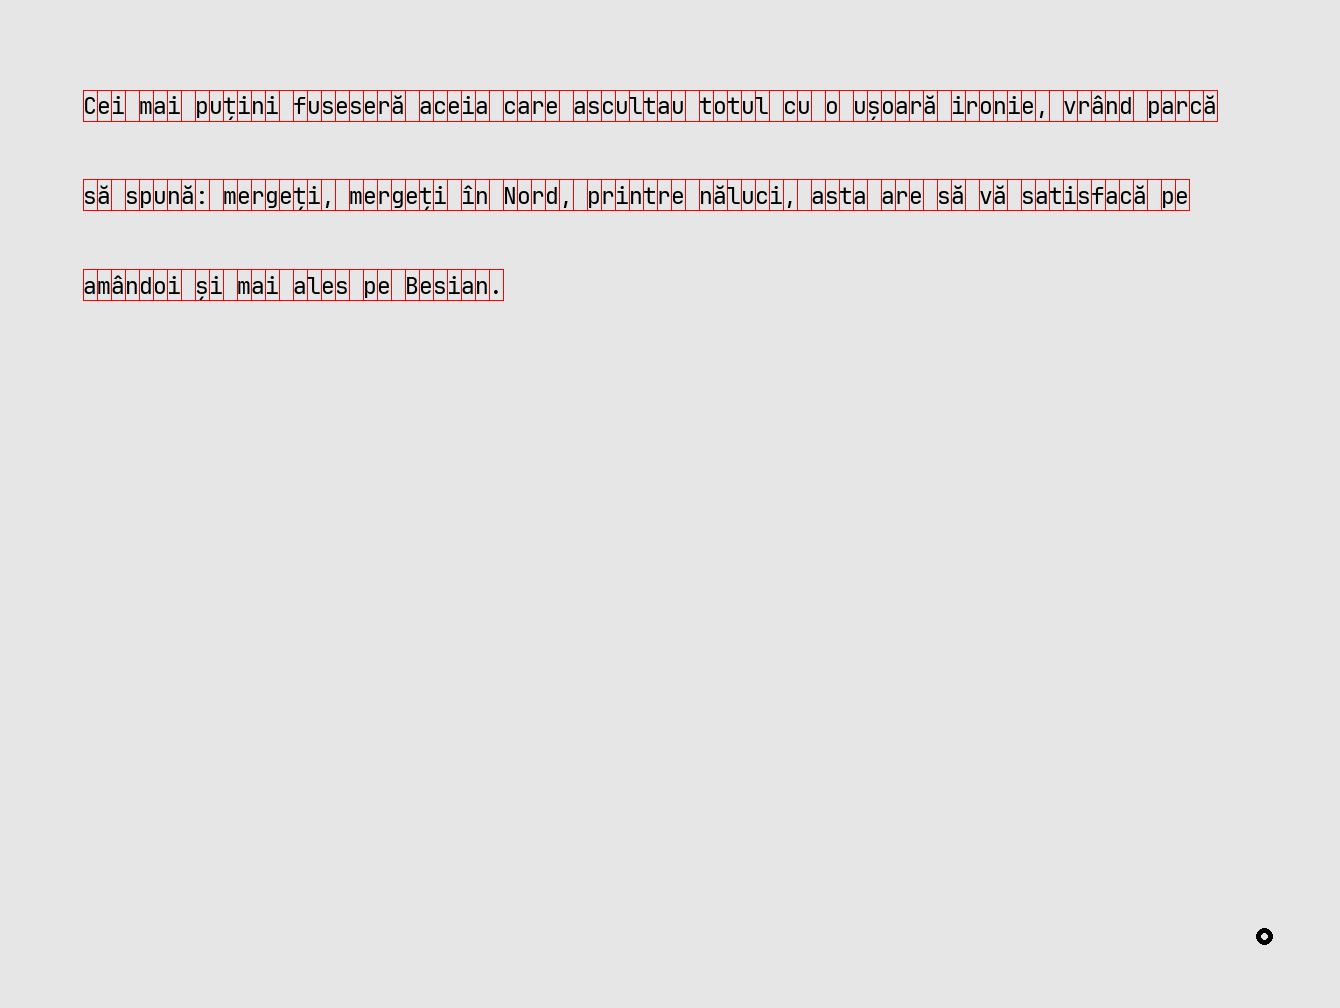 Cei mai puțini fuseseră aceia care ascultau totul cu o ușoară ironie, vrând parcă
să spună: mergeți, mergeți în Nord, printre năluci, asta are să vă satisfacă pe
amândoi și mai ales pe Besian.